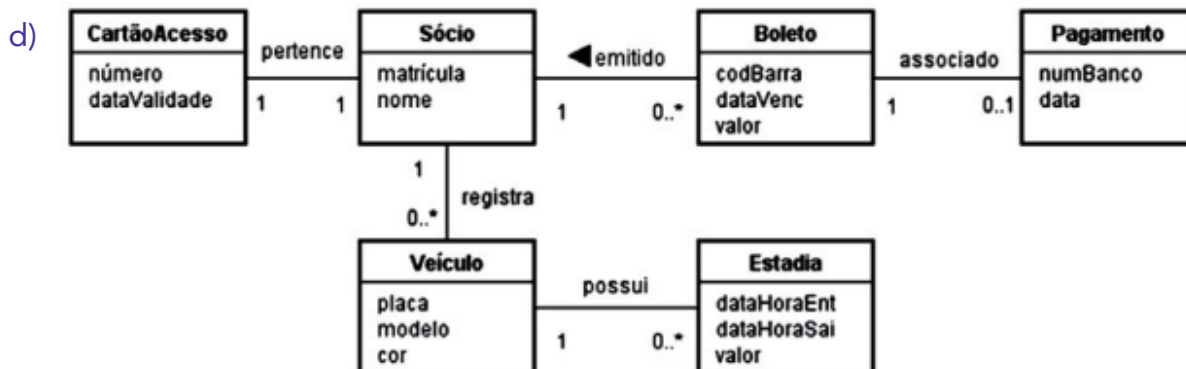 d)
CartãoAcesso
número
dataValidade
pertence
1 1
Sócio
matrícula
nome
◀emitido
1 0..*
Boleto
codBarra
dataVenc
valor
associado
1 0..1
Pagamento
numBanco
data
1
registra
0..*
Veículo
placa
modelo
cor
possui
1 0..*
Estadia
dataHoraEnt
dataHoraSai
valor